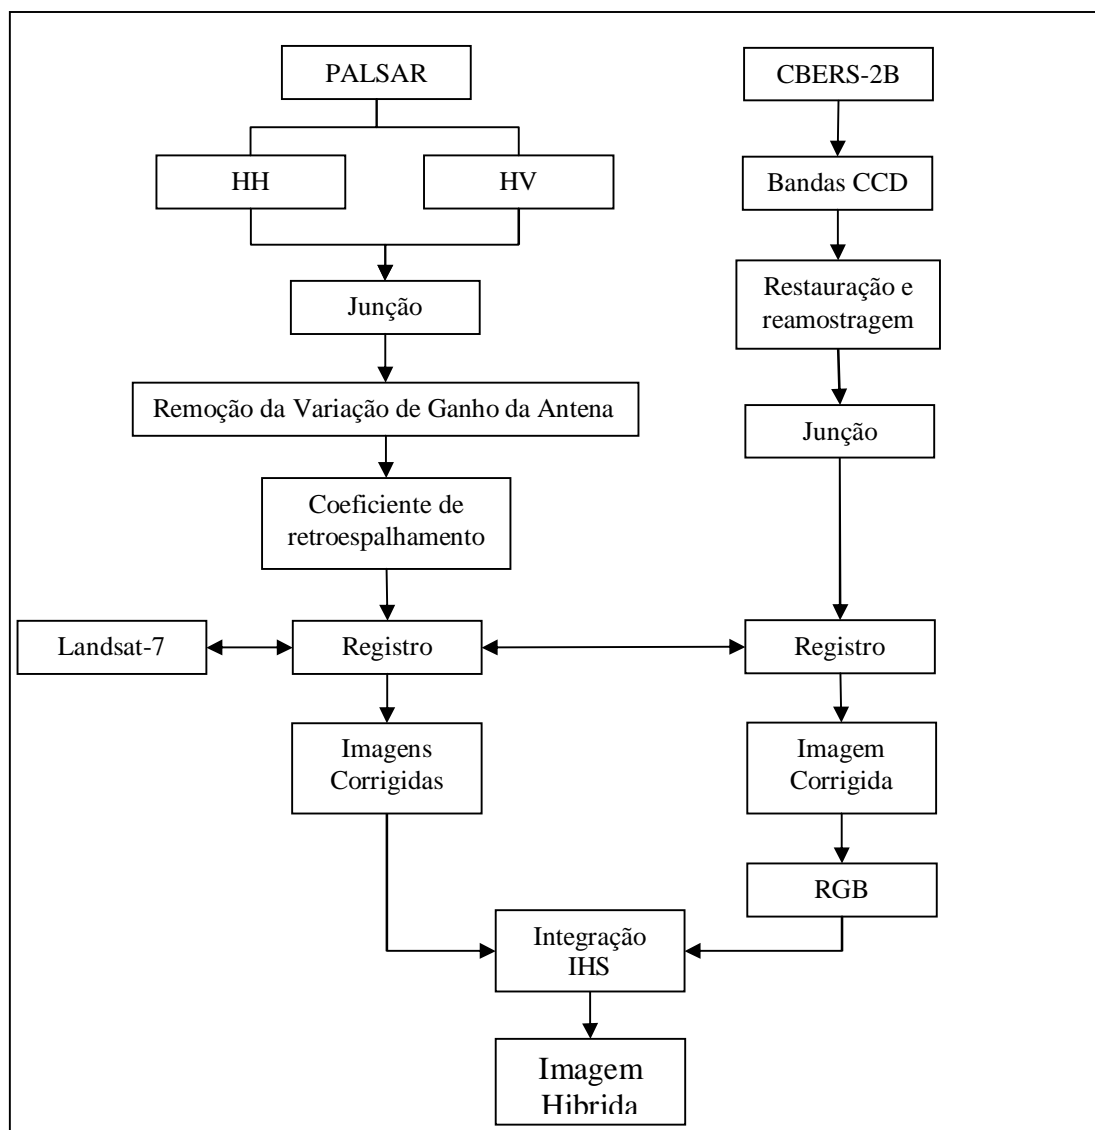 PALSAR
CBERS-2B
HH
HV
Bandas CCD
Junção
Restauração e
reamostragem
Remoção da Variação de Ganho da Antena
Junção
Coeficiente de
retroespalhamento
Landsat-7
Registro
Registro
Imagens
Corrigidas
Imagem
Corrigida
RGB
Integração
IHS
Imagem
Hibrida